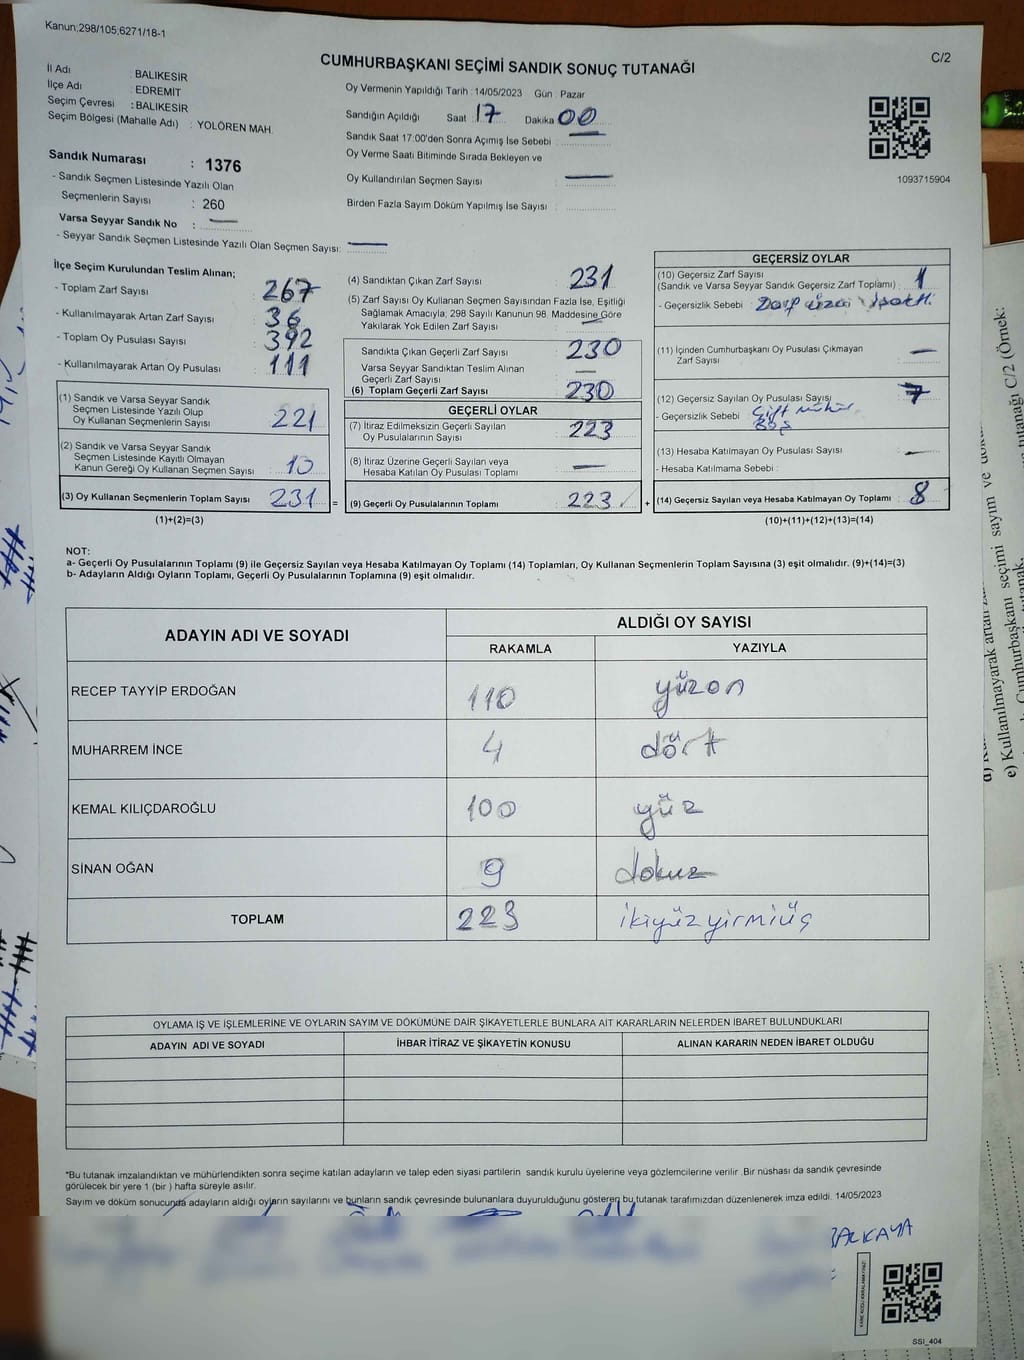 Kanun;298/105;6271/18-1
CUMHURBAŞKANI SEÇİMİ SANDIK SONUÇ TUTANAĞI
C/2
İl Adı : BALIKESİR
İlçe Adı : EDREMİT
Seçim Çevresi : BALIKESİR
Seçim Bölgesi (Mahalle Adı) : YOLÖREN MAH.
Sandık Numarası : 1376
- Sandık Seçmen Listesinde Yazılı Olan
Seçmenlerin Sayısı : 260
Varsa Seyyar Sandık No : —
- Seyyar Sandık Seçmen Listesinde Yazılı Olan Seçmen Sayısı: —
Oy Vermenin Yapıldığı Tarih : 14/05/2023 Gün : Pazar
Sandığın Açıldığı Saat 17 Dakika 00
Sandık Saat 17:00'den Sonra Açımış İse Sebebi : —
Oy Verme Saati Bitiminde Sırada Bekleyen ve
Oy Kullandırılan Seçmen Sayısı : —
Birden Fazla Sayım Döküm Yapılmış İse Sayısı :
1093715904
İlçe Seçim Kurulundan Teslim Alınan;
- Toplam Zarf Sayısı : 267
- Kullanılmayarak Artan Zarf Sayısı : 36
- Toplam Oy Pusulası Sayısı : 392
- Kullanılmayarak Artan Oy Pusulası : 111
(1) Sandık ve Varsa Seyyar Sandık
Seçmen Listesinde Yazılı Olup
Oy Kullanan Seçmenlerin Sayısı : 221
(2) Sandık ve Varsa Seyyar Sandık
Seçmen Listesinde Kayıtlı Olmayan
Kanun Gereği Oy Kullanan Seçmen Sayısı : 10
(3) Oy Kullanan Seçmenlerin Toplam Sayısı : 231 =
(1)+(2)=(3)
(4) Sandıktan Çıkan Zarf Sayısı : 231
(5) Zarf Sayısı Oy Kullanan Seçmen Sayısından Fazla İse, Eşitliği
Sağlamak Amacıyla; 298 Sayılı Kanunun 98. Maddesine Göre
Yakılarak Yok Edilen Zarf Sayısı : —
Sandıkta Çıkan Geçerli Zarf Sayısı : 230
Varsa Seyyar Sandıktan Teslim Alınan
Geçerli Zarf Sayısı : —
(6) Toplam Geçerli Zarf Sayısı : 230
GEÇERLİ OYLAR
(7) İtiraz Edilmeksizin Geçerli Sayılan
Oy Pusulalarının Sayısı : 223
(8) İtiraz Üzerine Geçerli Sayılan veya
Hesaba Katılan Oy Pusulası Toplamı : —
(9) Geçerli Oy Pusulalarının Toplamı : 223 +
GEÇERSİZ OYLAR
(10) Geçersiz Zarf Sayısı
(Sandık ve Varsa Seyyar Sandık Geçersiz Zarf Toplamı) : 1
- Geçersizlik Sebebi : Zarf üzeri işaretli
(11) İçinden Cumhurbaşkanı Oy Pusulası Çıkmayan
Zarf Sayısı : —
(12) Geçersiz Sayılan Oy Pusulası Sayısı : 7
- Geçersizlik Sebebi : Çift mühür,
Boş
(13) Hesaba Katılmayan Oy Pusulası Sayısı : —
- Hesaba Katılmama Sebebi :
(14) Geçersiz Sayılan veya Hesaba Katılmayan Oy Toplamı : 8
(10)+(11)+(12)+(13)=(14)
NOT:
a- Geçerli Oy Pusulalarının Toplamı (9) ile Geçersiz Sayılan veya Hesaba Katılmayan Oy Toplamı (14) Toplamları, Oy Kullanan Seçmenlerin Toplam Sayısına (3) eşit olmalıdır. (9)+(14)=(3)
b- Adayların Aldığı Oyların Toplamı, Geçerli Oy Pusulalarının Toplamına (9) eşit olmalıdır.
ADAYIN ADI VE SOYADI
ALDIĞI OY SAYISI
RAKAMLA YAZIYLA
RECEP TAYYİP ERDOĞAN 110 yüzon
MUHARREM İNCE 4 dört
KEMAL KILIÇDAROĞLU 100 yüz
SİNAN OĞAN 9 dokuz
TOPLAM 223 ikiyüzyirmiüç
OYLAMA İŞ VE İŞLEMLERİNE VE OYLARIN SAYIM VE DÖKÜMÜNE DAİR ŞİKAYETLERLE BUNLARA AİT KARARLARIN NELERDEN İBARET BULUNDUKLARI
ADAYIN ADI VE SOYADI İHBAR İTİRAZ VE ŞİKAYETİN KONUSU ALINAN KARARIN NEDEN İBARET OLDUĞU
*Bu tutanak imzalandıktan ve mühürlendikten sonra seçime katılan adayların ve talep eden siyasi partilerin sandık kurulu üyelerine veya gözlemcilerine verilir. Bir nüshası da sandık çevresinde
görülecek bir yere 1 (bir ) hafta süreyle asılır.
Sayım ve döküm sonucunda adayların aldığı oyların sayılarını ve bunların sandık çevresinde bulunanlara duyurulduğunu gösteren bu tutanak tarafımızdan düzenlenerek imza edildi. 14/05/2023
BALKAYA
SSI_404
tutanağı C/2 (Örnek:
e) Kullanılmayarak artan
Cumhurbaşkanı seçimi sayım ve
tutanak,